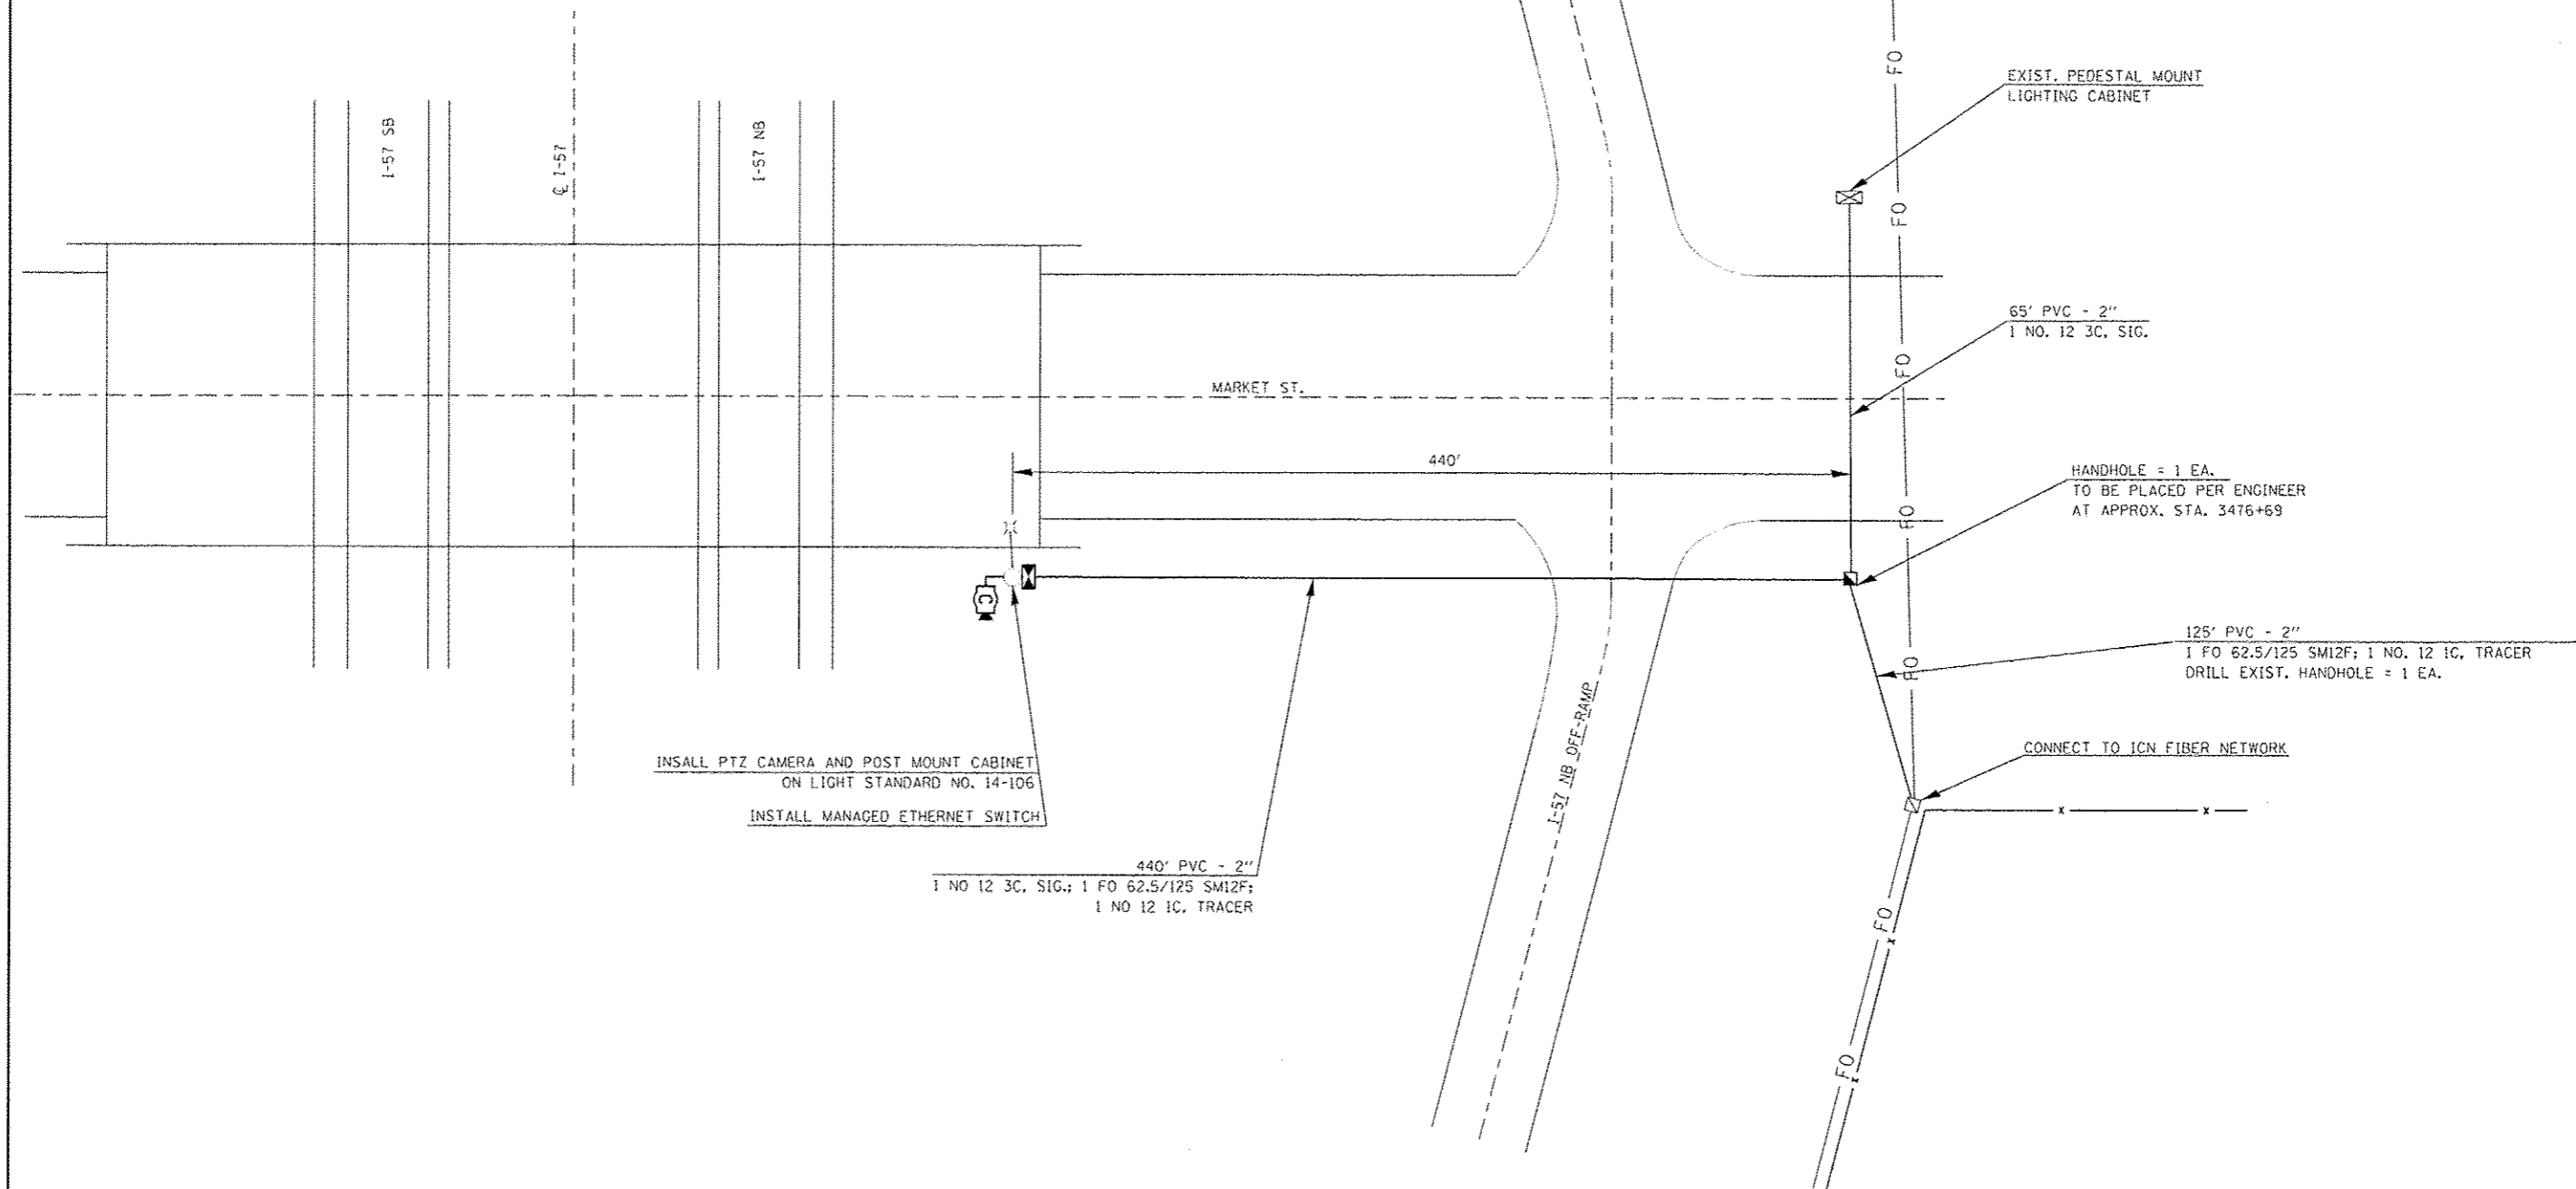 FO
EXIST. PEDESTAL MOUNT
LIGHTING CABINET
I-57 SB
℄ I-57
I-57 NB
FO
65' PVC - 2"
1 NO. 12 3C, SIG.
FO
MARKET ST.
440'
HANDHOLE = 1 EA.
TO BE PLACED PER ENGINEER
AT APPROX. STA. 3476+69
FO
C
125' PVC - 2"
1 FO 62.5/125 SM12F; 1 NO. 12 1C, TRACER
DRILL EXIST. HANDHOLE = 1 EA.
FO
I-57 NB OFF-RAMP
CONNECT TO ICN FIBER NETWORK
INSALL PTZ CAMERA AND POST MOUNT CABINET
ON LIGHT STANDARD NO. 14-106
INSTALL MANAGED ETHERNET SWITCH
x x
440' PVC - 2"
1 NO 12 3C, SIG.; 1 FO 62.5/125 SM12F;
1 NO 12 1C, TRACER
FO
x
FO
x